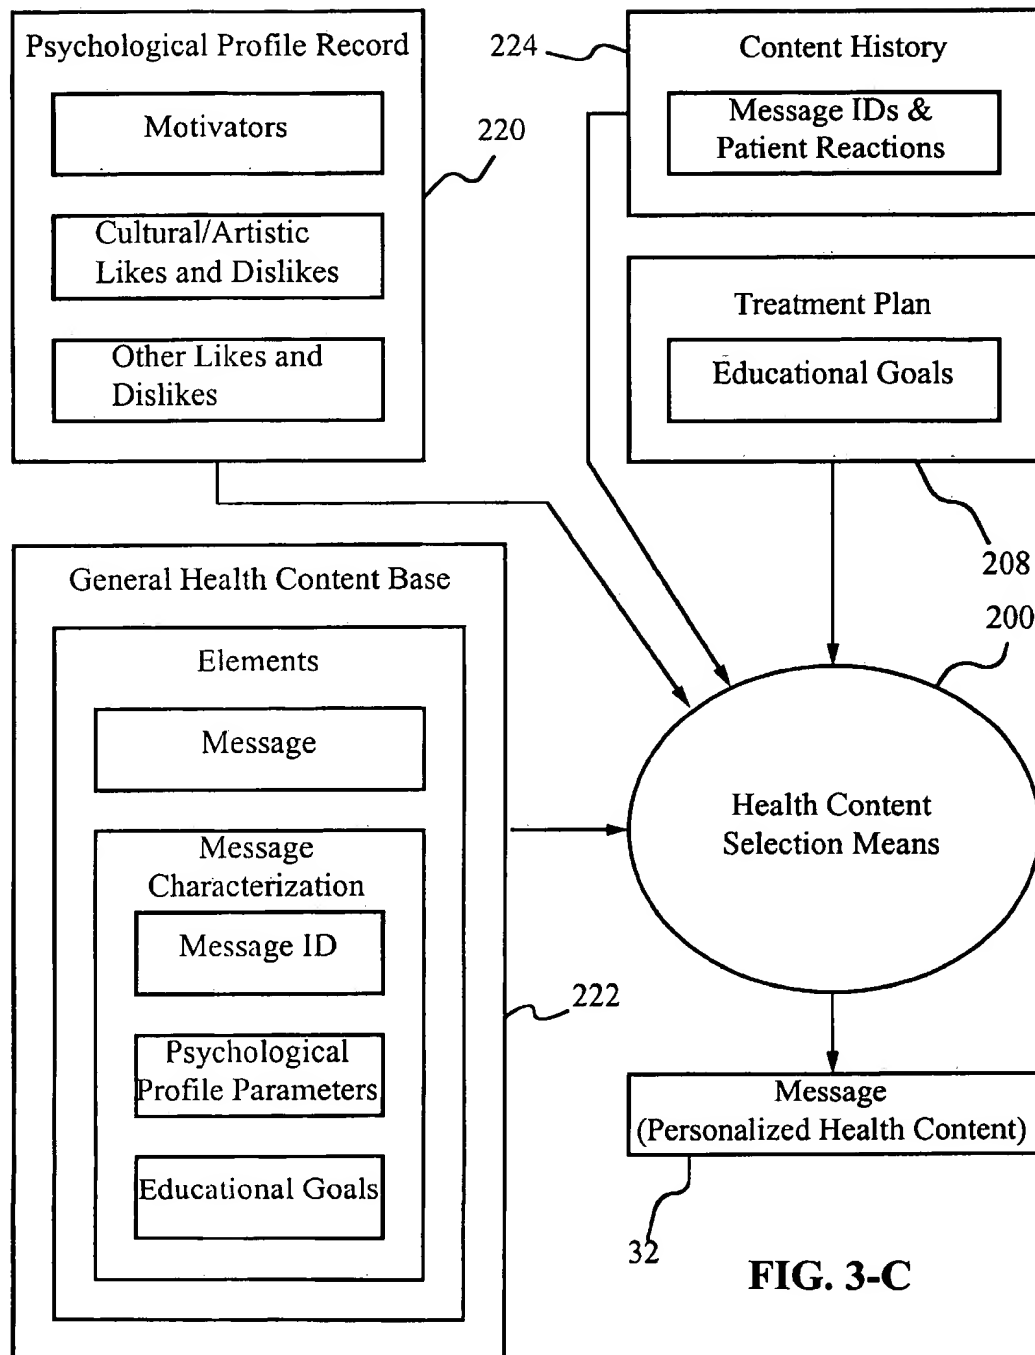 Psychological Profile Record
Motivators
Cultural/Artistic
Likes and Dislikes
Other Likes and
Dislikes
220
224
Content History
Message IDs &
Patient Reactions
Treatment Plan
Educational Goals
208
General Health Content Base
Elements
Message
Message
Characterization
Message ID
Psychological
Profile Parameters
Educational Goals
222
200
Health Content
Selection Means
Message
(Personalized Health Content)
32
FIG. 3-C